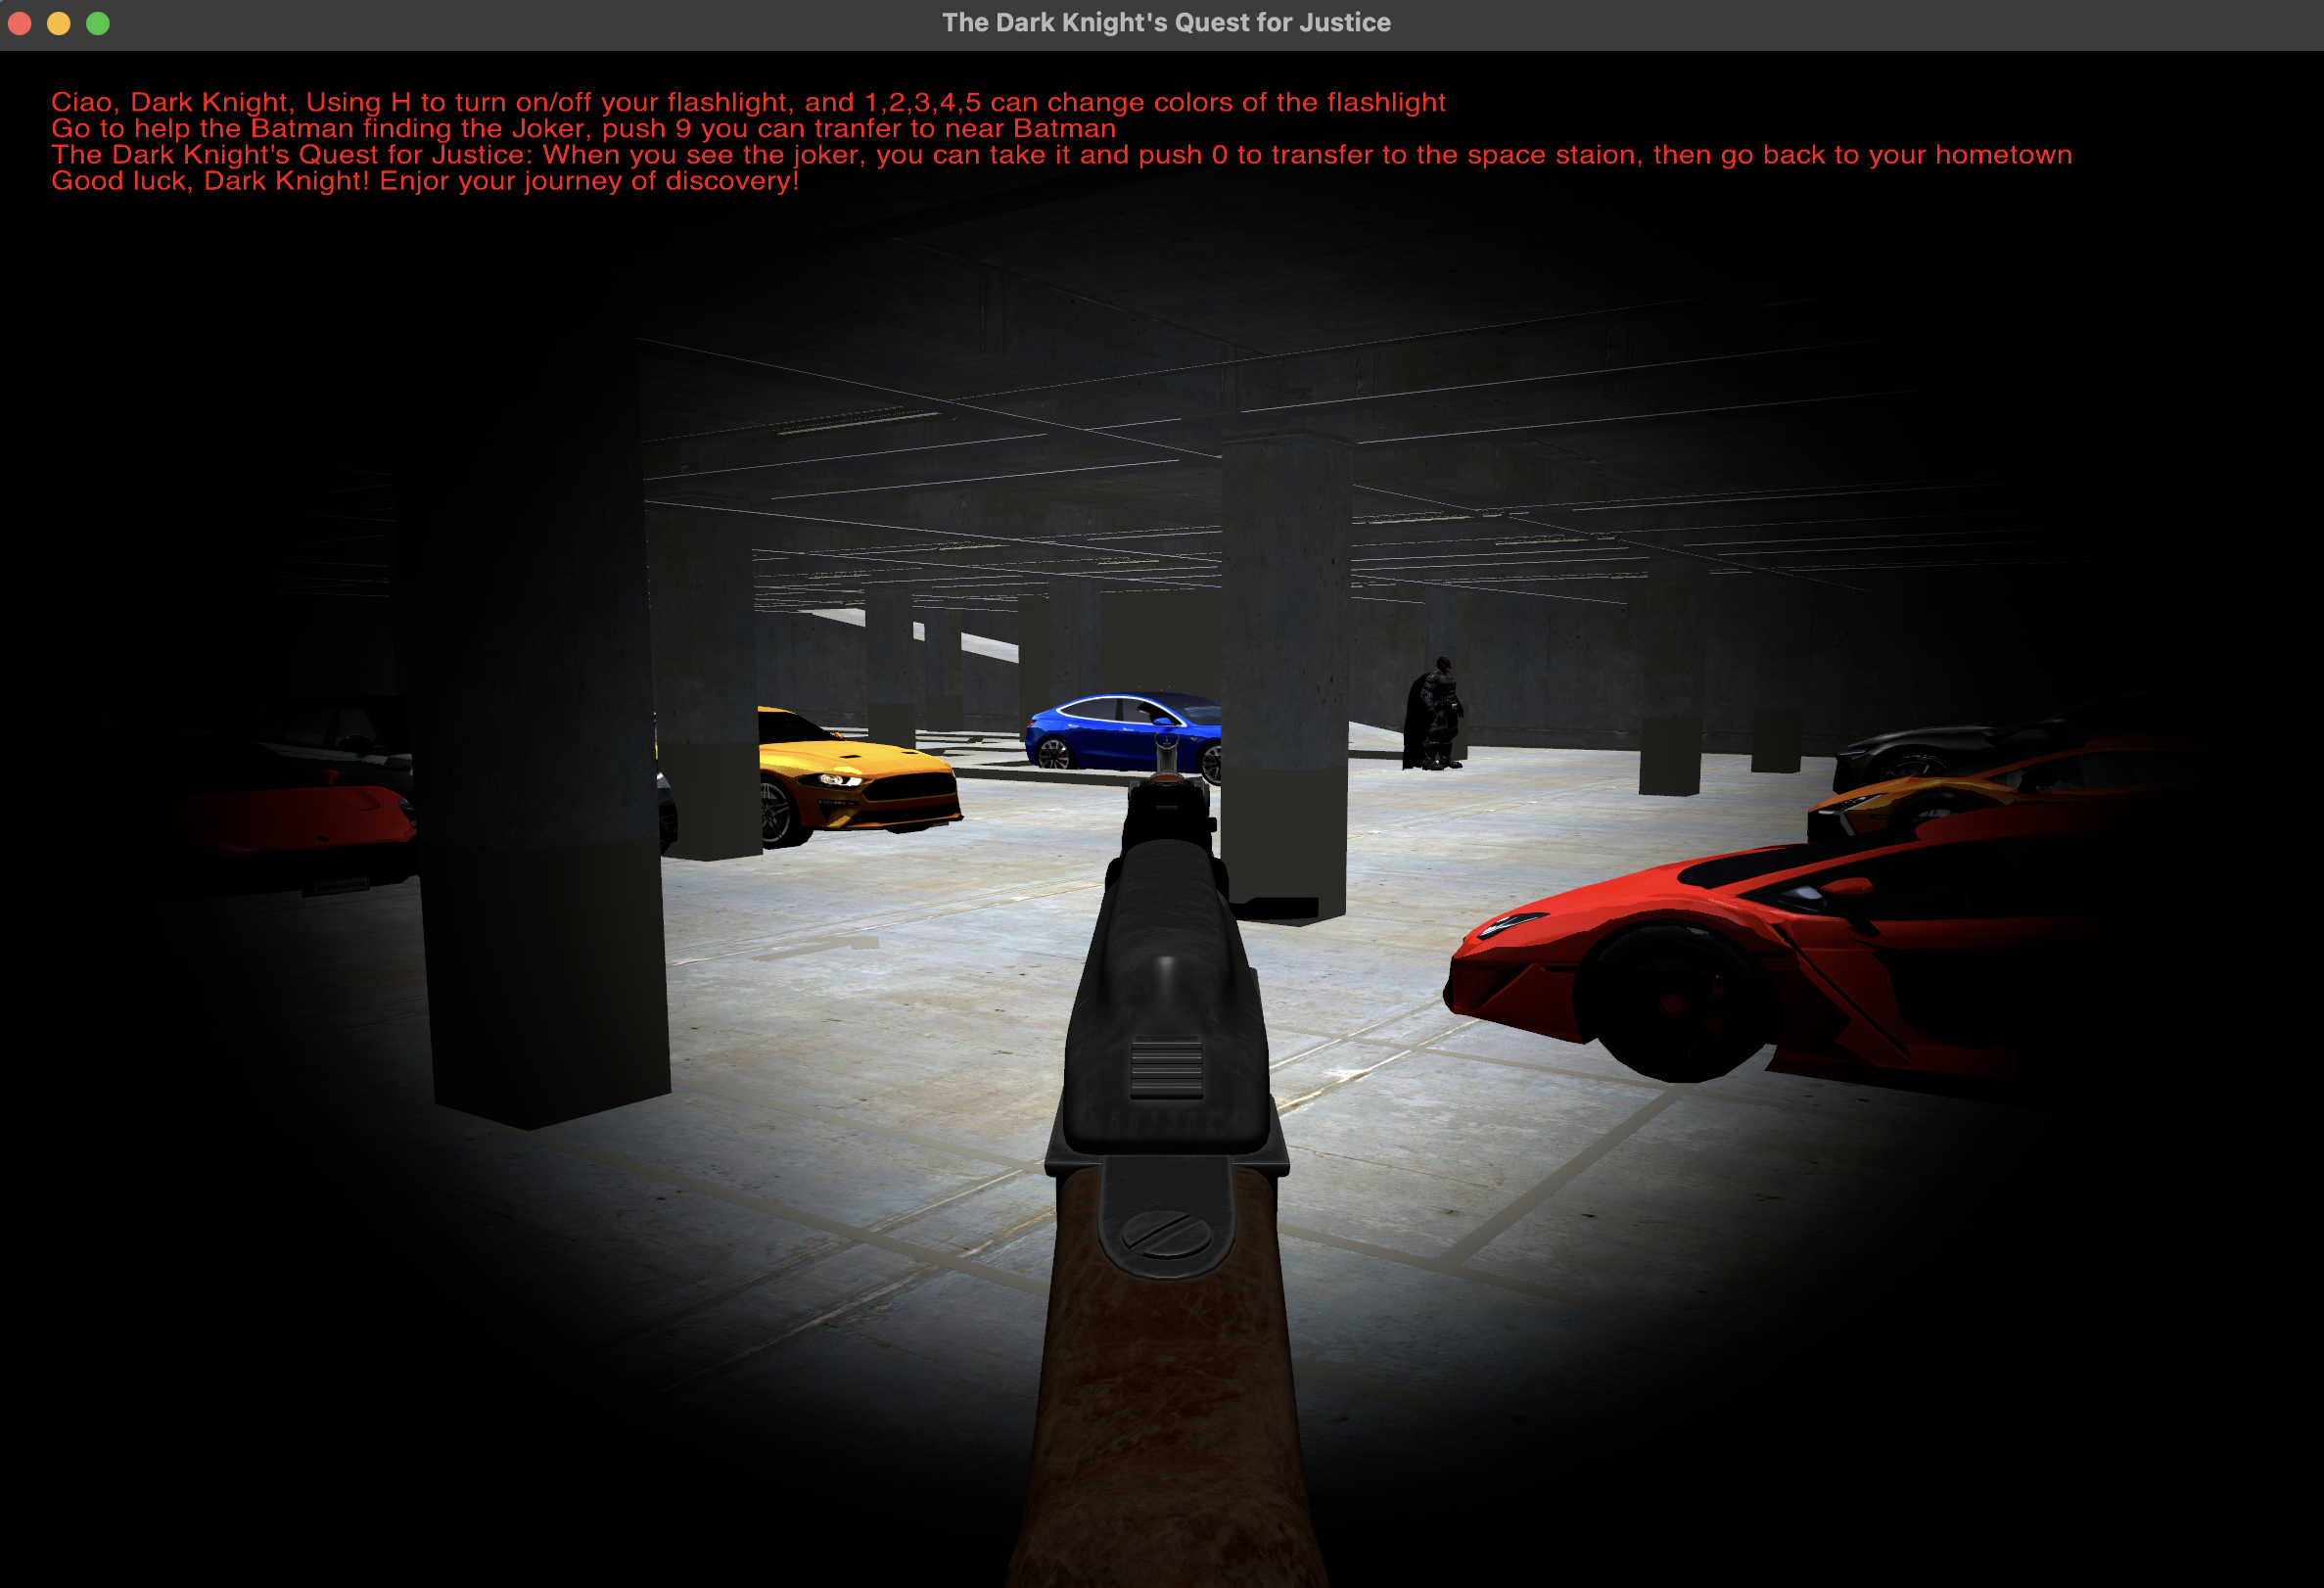 The Dark Knight's Quest for Justice
Ciao, Dark Knight, Using H to turn on/off your flashlight, and 1,2,3,4,5 can change colors of the flashlight
Go to help the Batman finding the Joker, push 9 you can tranfer to near Batman
The Dark Knight's Quest for Justice: When you see the joker, you can take it and push 0 to transfer to the space staion, then go back to your hometown
Good luck, Dark Knight! Enjor your journey of discovery!